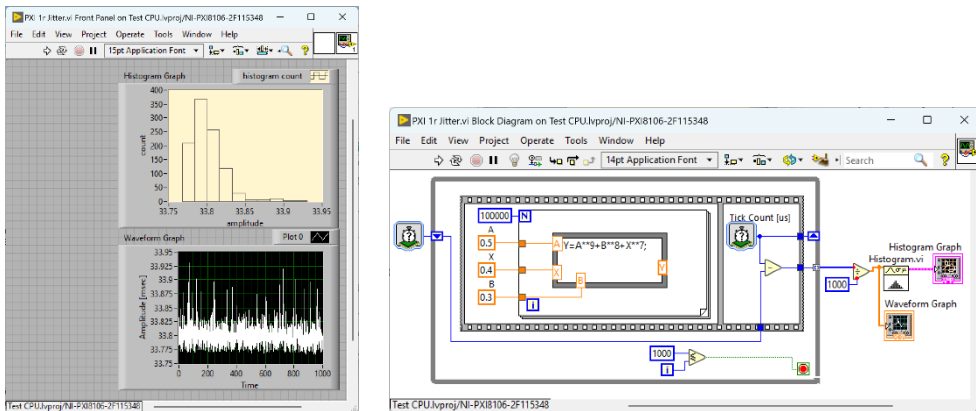 PXI 1r Jitter.vi Front Panel on Test CPU.lvproj/NI-PXI8106-2F115348
File Edit View Project Operate Tools Window Help
15pt Application Font
Histogram Graph
histogram count
400-
350-
300-
250-
200-
150-
100-
50-
0-
count
33.75 33.8 33.85 33.9 33.95
amplitude
Waveform Graph
Plot 0
33.95
33.925
33.9
33.875
33.85
33.825
33.8
33.775
33.75
Amplitude [msec]
0 200 400 600 800 1000
Time
Test CPU.lvproj/NI-PXI8106-2F115348
PXI 1r Jitter.vi Block Diagram on Test CPU.lvproj/NI-PXI8106-2F115348
File Edit View Project Operate Tools Window Help
14pt Application Font
Search
100000 N
A
0.5
X
0.4
B
0.3
A
X
B
Y=A**9+B**8+X**7;
Y
i
Tick Count [us]
1000
Histogram Graph
Histogram.vi
Waveform Graph
1000
i
Test CPU.lvproj/NI-PXI8106-2F115348